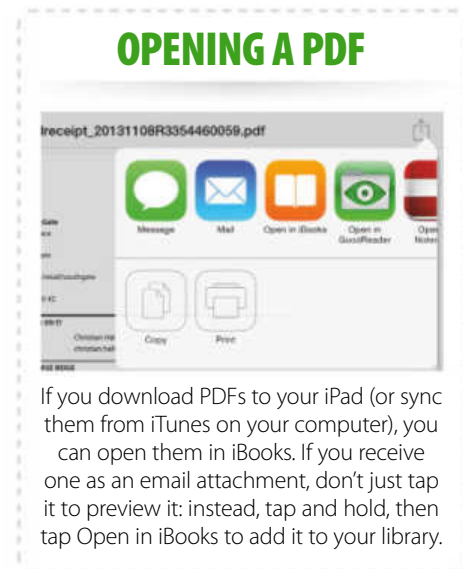 OPENING A PDF
lreceipt_20131108R3354460059.pdf
Message Mail Open in iBooks Open in
GoodReader
Copy Print
If you download PDFs to your iPad (or sync
them from iTunes on your computer), you
can open them in iBooks. If you receive
one as an email attachment, don’t just tap
it to preview it: instead, tap and hold, then
tap Open in iBooks to add it to your library.